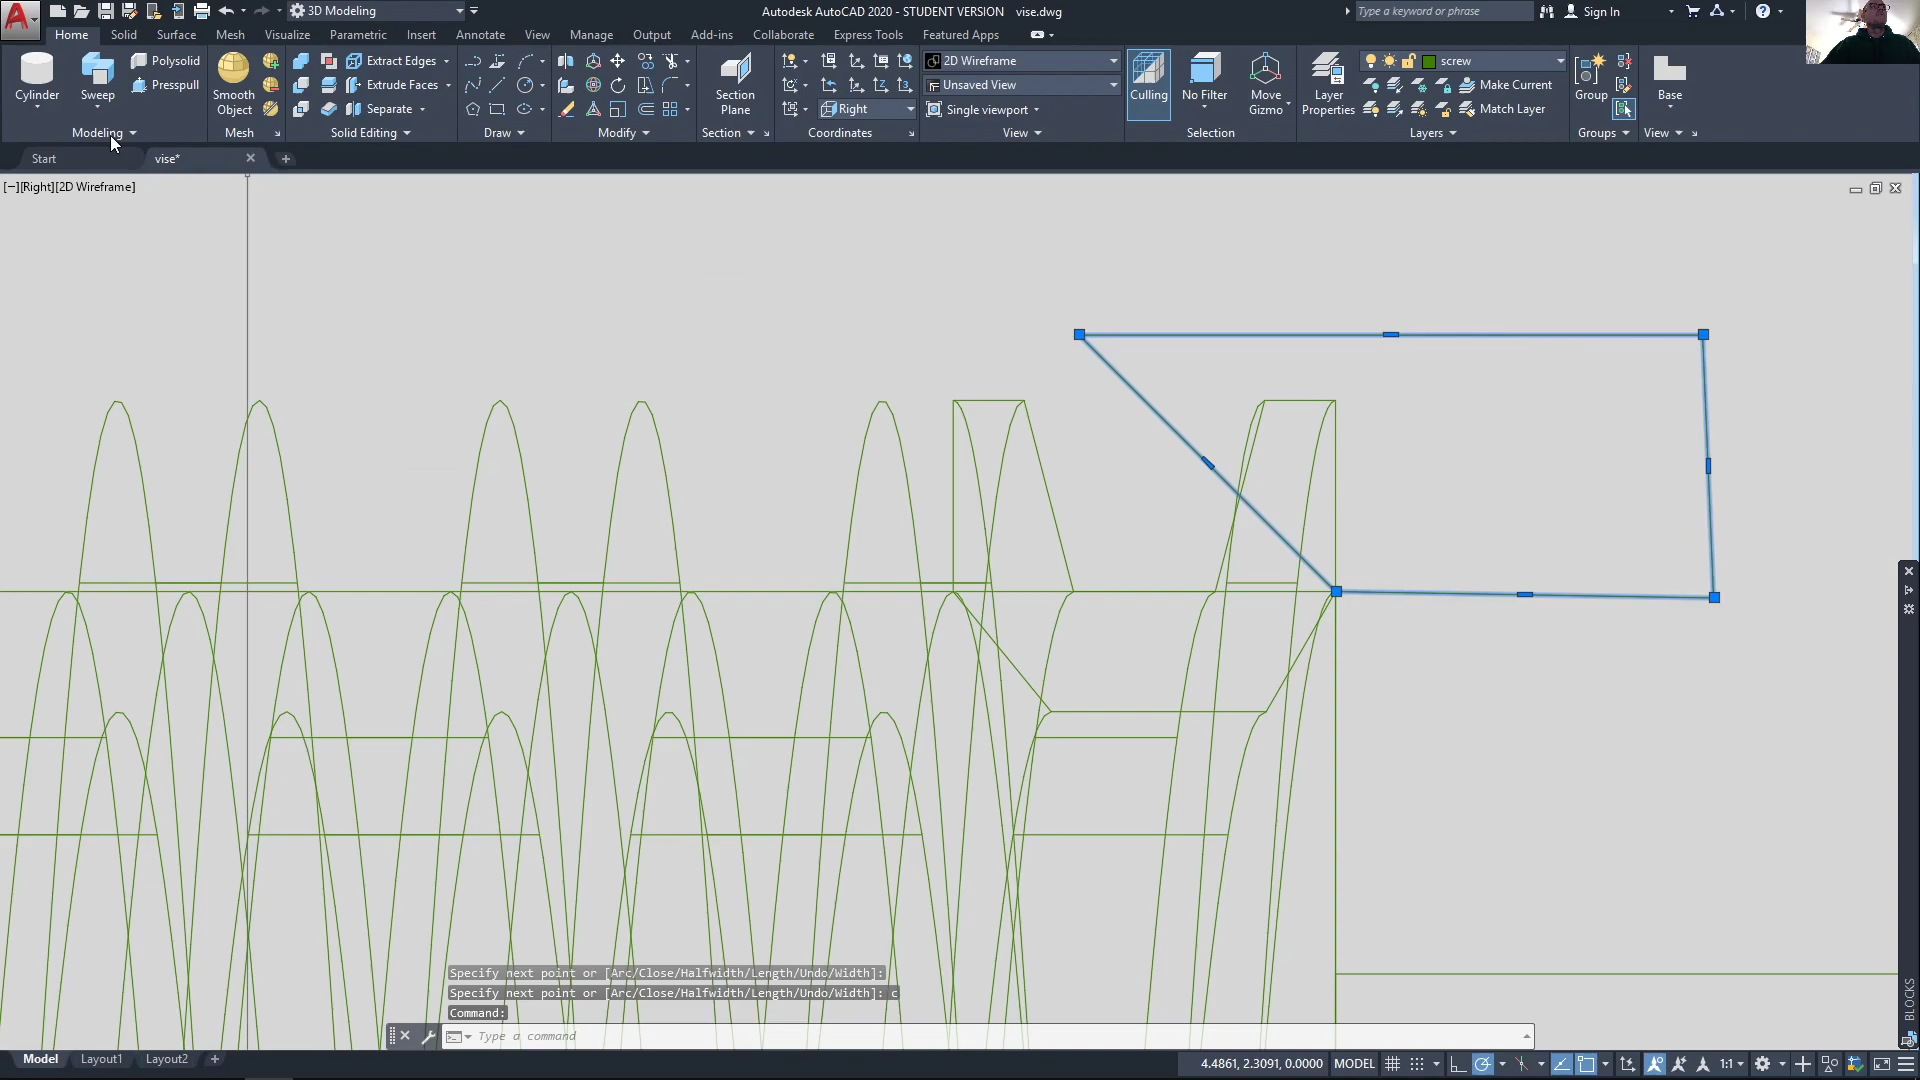 3D Modeling
Autodesk AutoCAD 2020 - STUDENT VERSION vise.dwg
Type a keyword or phrase
Sign In
Home Solid Surface Mesh Visualize Parametric Insert Annotate View Manage Output Add-ins Collaborate Express Tools Featured Apps
Cylinder
Sweep
Polysolid
Presspull
Smooth Object
Extract Edges
Extrude Faces
Separate
Section Plane
Right
2D Wireframe
Unsaved View
Single viewport
Culling
No Filter
Move Gizmo
Layer Properties
screw
Make Current
Match Layer
Group
Base
Modeling Mesh Solid Editing Draw Modify Section Coordinates View Selection Layers Groups View
Start vise*
[−][Right][2D Wireframe]
BLOCKS
Specify next point or [Arc/Close/Halfwidth/Length/Undo/Width]:
Specify next point or [Arc/Close/Halfwidth/Length/Undo/Width]: c
Command:
Type a command
Model Layout1 Layout2
4.4861, 2.3091, 0.0000 MODEL 1:1